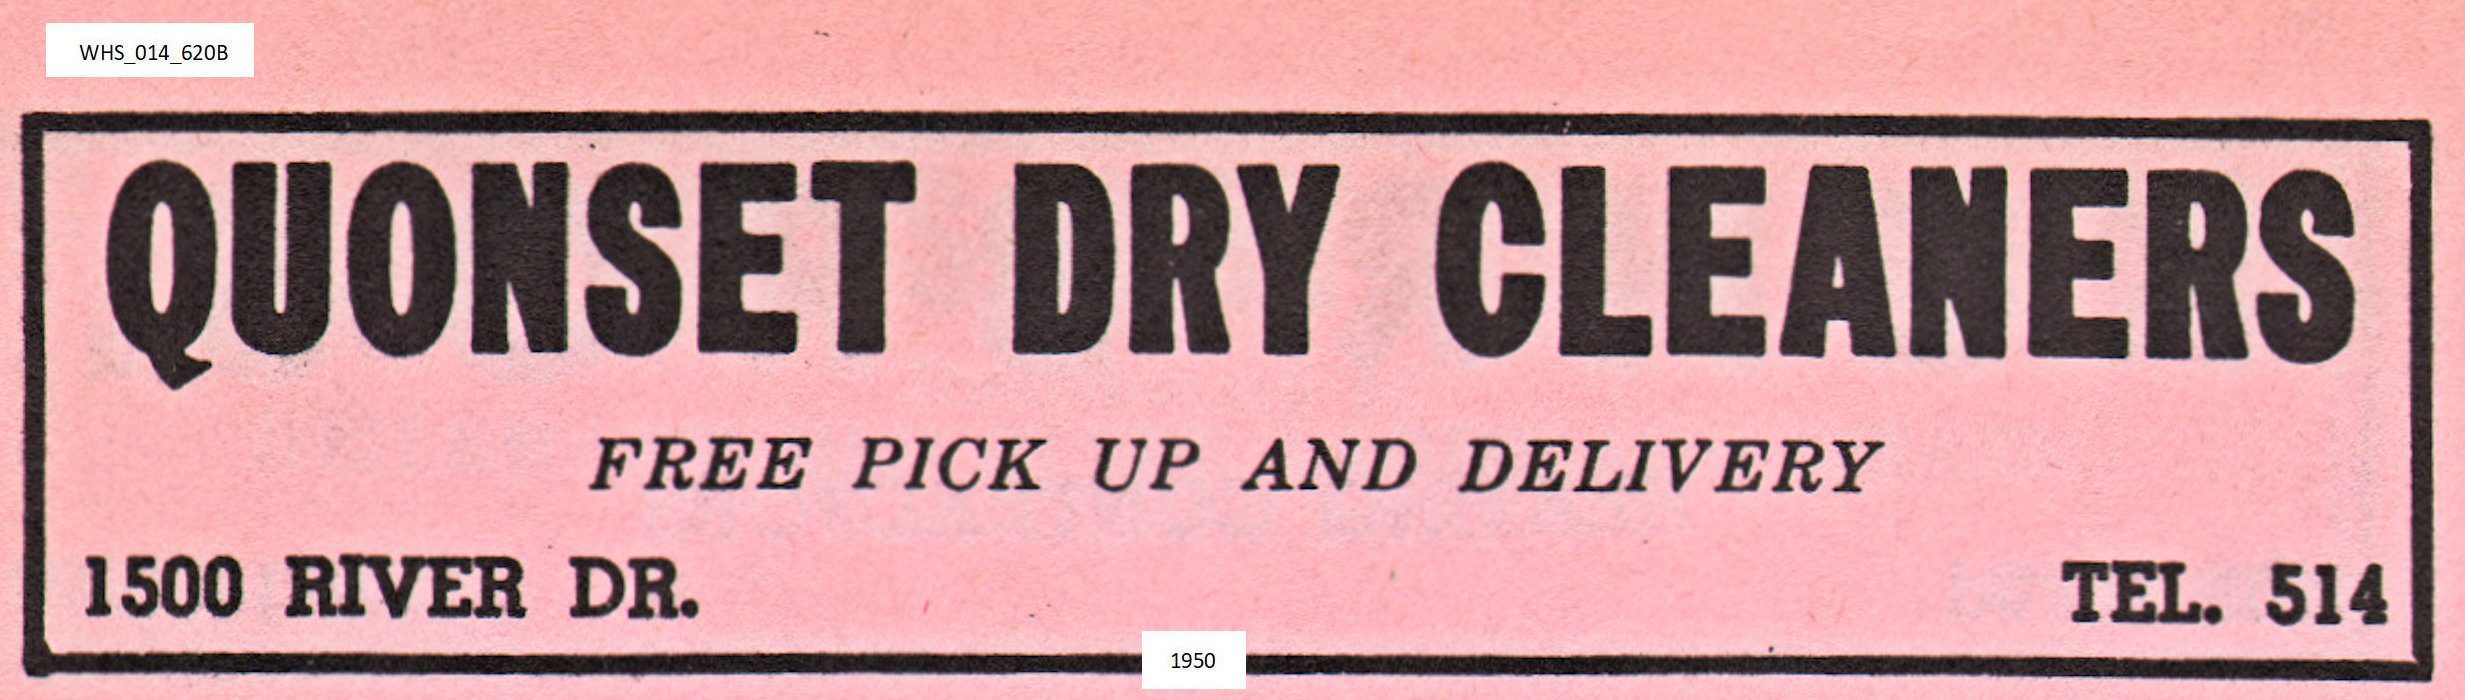 WHS_014_620B
QUONSET DRY CLEANERS
FREE PICK UP AND DELIVERY
1500 RIVER DR. TEL. 514
1950